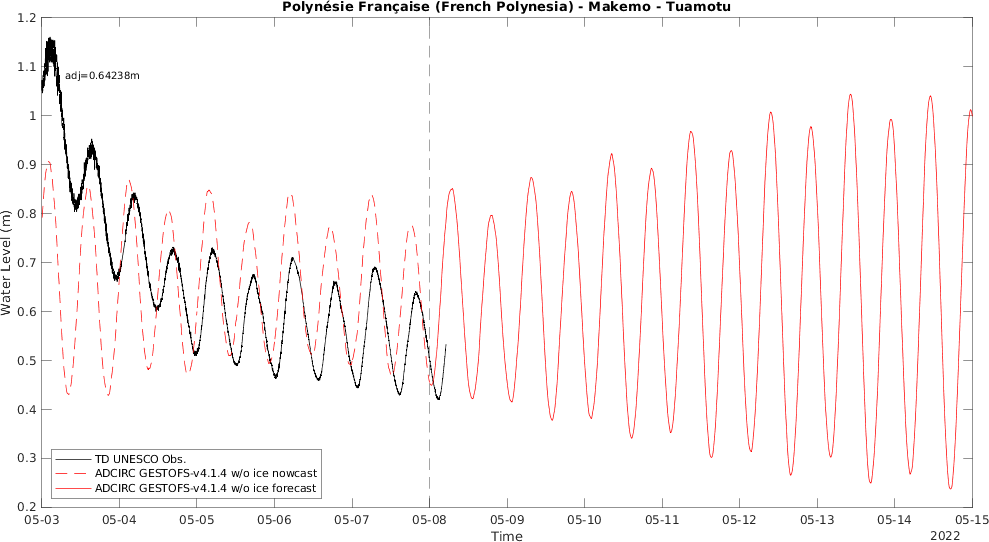 Polynésie Française (French Polynesia) - Makemo - Tuamotu
1.2
1.1
adj=0.64238m
1
0.9
0.8
0.7
Water Level (m)
0.6
0.5
0.4
0.3
0.2
TD UNESCO Obs.
ADCIRC GESTOFS-v4.1.4 w/o ice nowcast
ADCIRC GESTOFS-v4.1.4 w/o ice forecast
05-03 05-04 05-05 05-06 05-07 05-08 05-09 05-10 05-11 05-12 05-13 05-14 05-15
Time
2022